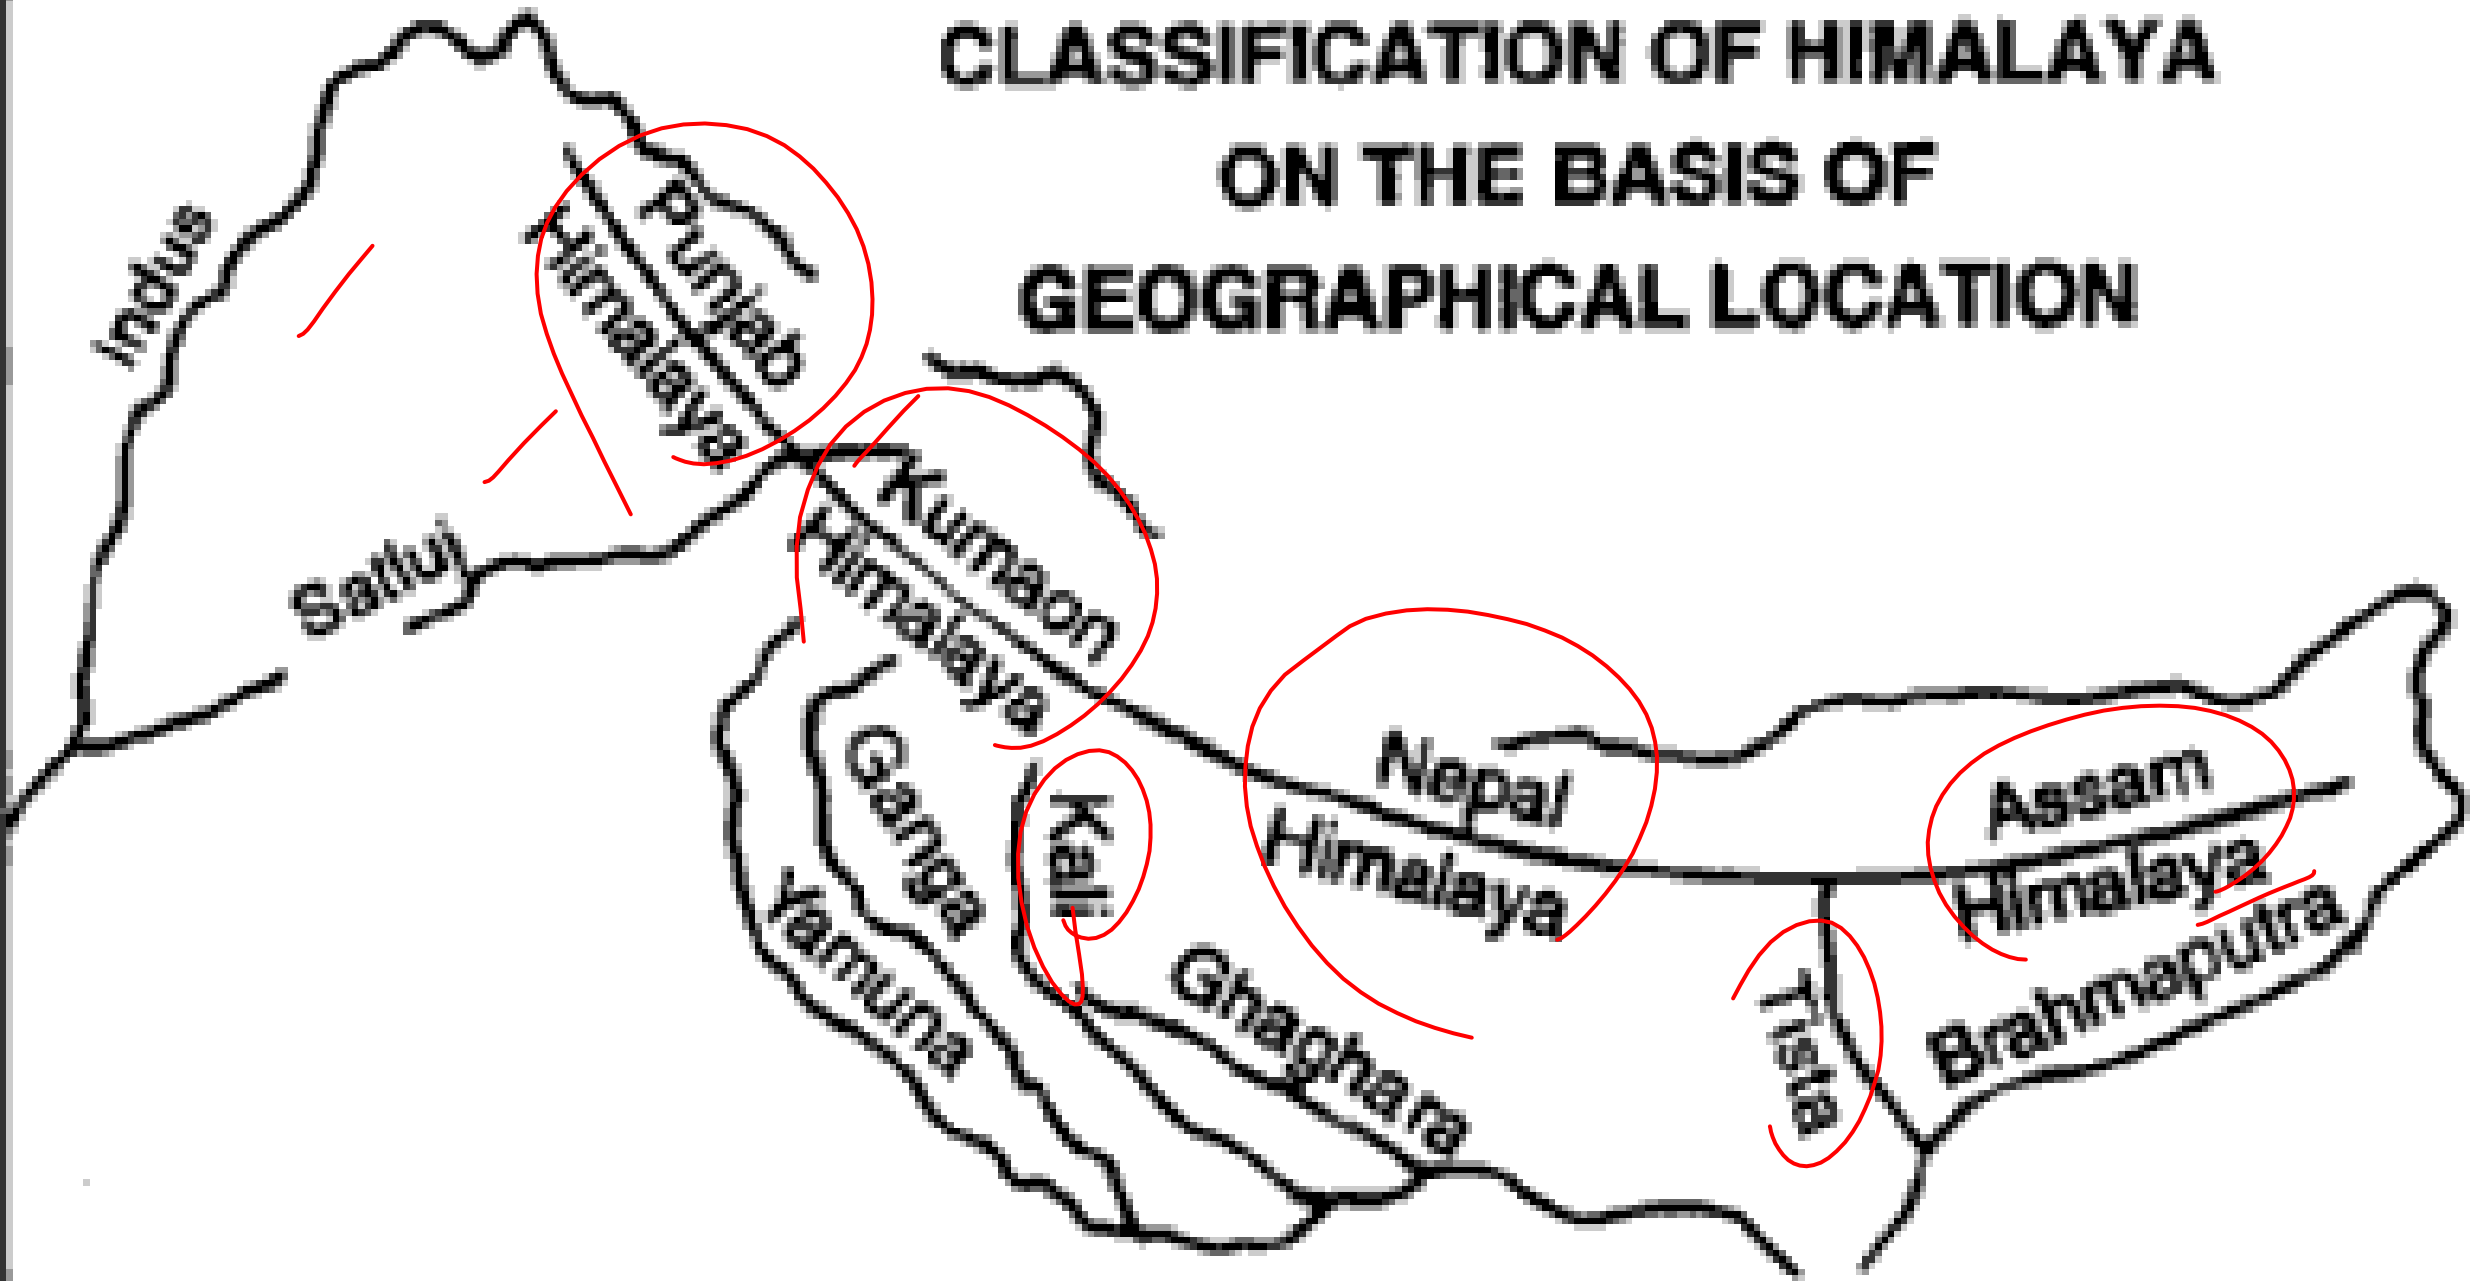 CLASSIFICATION OF HIMALAYA
ON THE BASIS OF
GEOGRAPHICAL LOCATION
Indus
Punjab
Himalaya
Satluj
Kumaon
Himalaya
Ganga
Yamuna
Kali
Ghaghara
Nepal
Himalaya
Tista
Assam
Himalaya
Brahmaputra